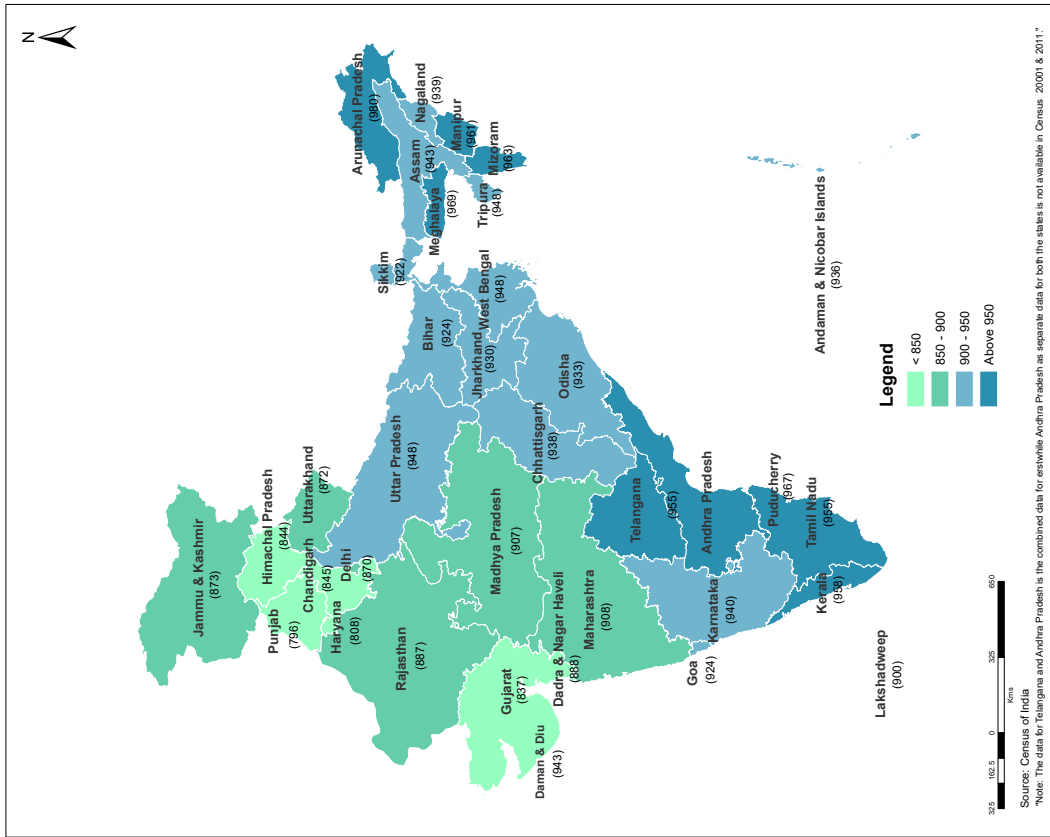 N
Jammu & Kashmir
(873)
Himachal Pradesh
(844)
Punjab
(796)
Chandigarh
(845)
Uttarakhand
(872)
Haryana
(808)
Delhi
(870)
Rajasthan
(887)
Uttar Pradesh
(948)
Bihar
(924)
Sikkim
(922)
Arunachal Pradesh
(980)
Assam
(943)
Nagaland
(939)
Meghalaya
(969)
Manipur
(961)
Tripura
(948)
Mizoram
(963)
Jharkhand
(930)
West Bengal
(948)
Gujarat
(837)
Daman & Diu
(943)
Dadra & Nagar Haveli
(888)
Madhya Pradesh
(907)
Chhattisgarh
(938)
Odisha
(933)
Maharashtra
(908)
Telangana
(955)
Andhra Pradesh
Goa
(924)
Karnataka
(940)
Puducherry
(967)
Tamil Nadu
(955)
Kerala
(958)
Lakshadweep
(900)
Andaman & Nicobar Islands
(936)
Legend
< 850
850 - 900
900 - 950
Above 950
325 162.5 0 325 650
Kms
Source: Census of India
"Note: The data for Telangana and Andhra Pradesh is the combined data for erstwhile Andhra Pradesh as separate data for both the states is not available in Census 20001 & 2011."